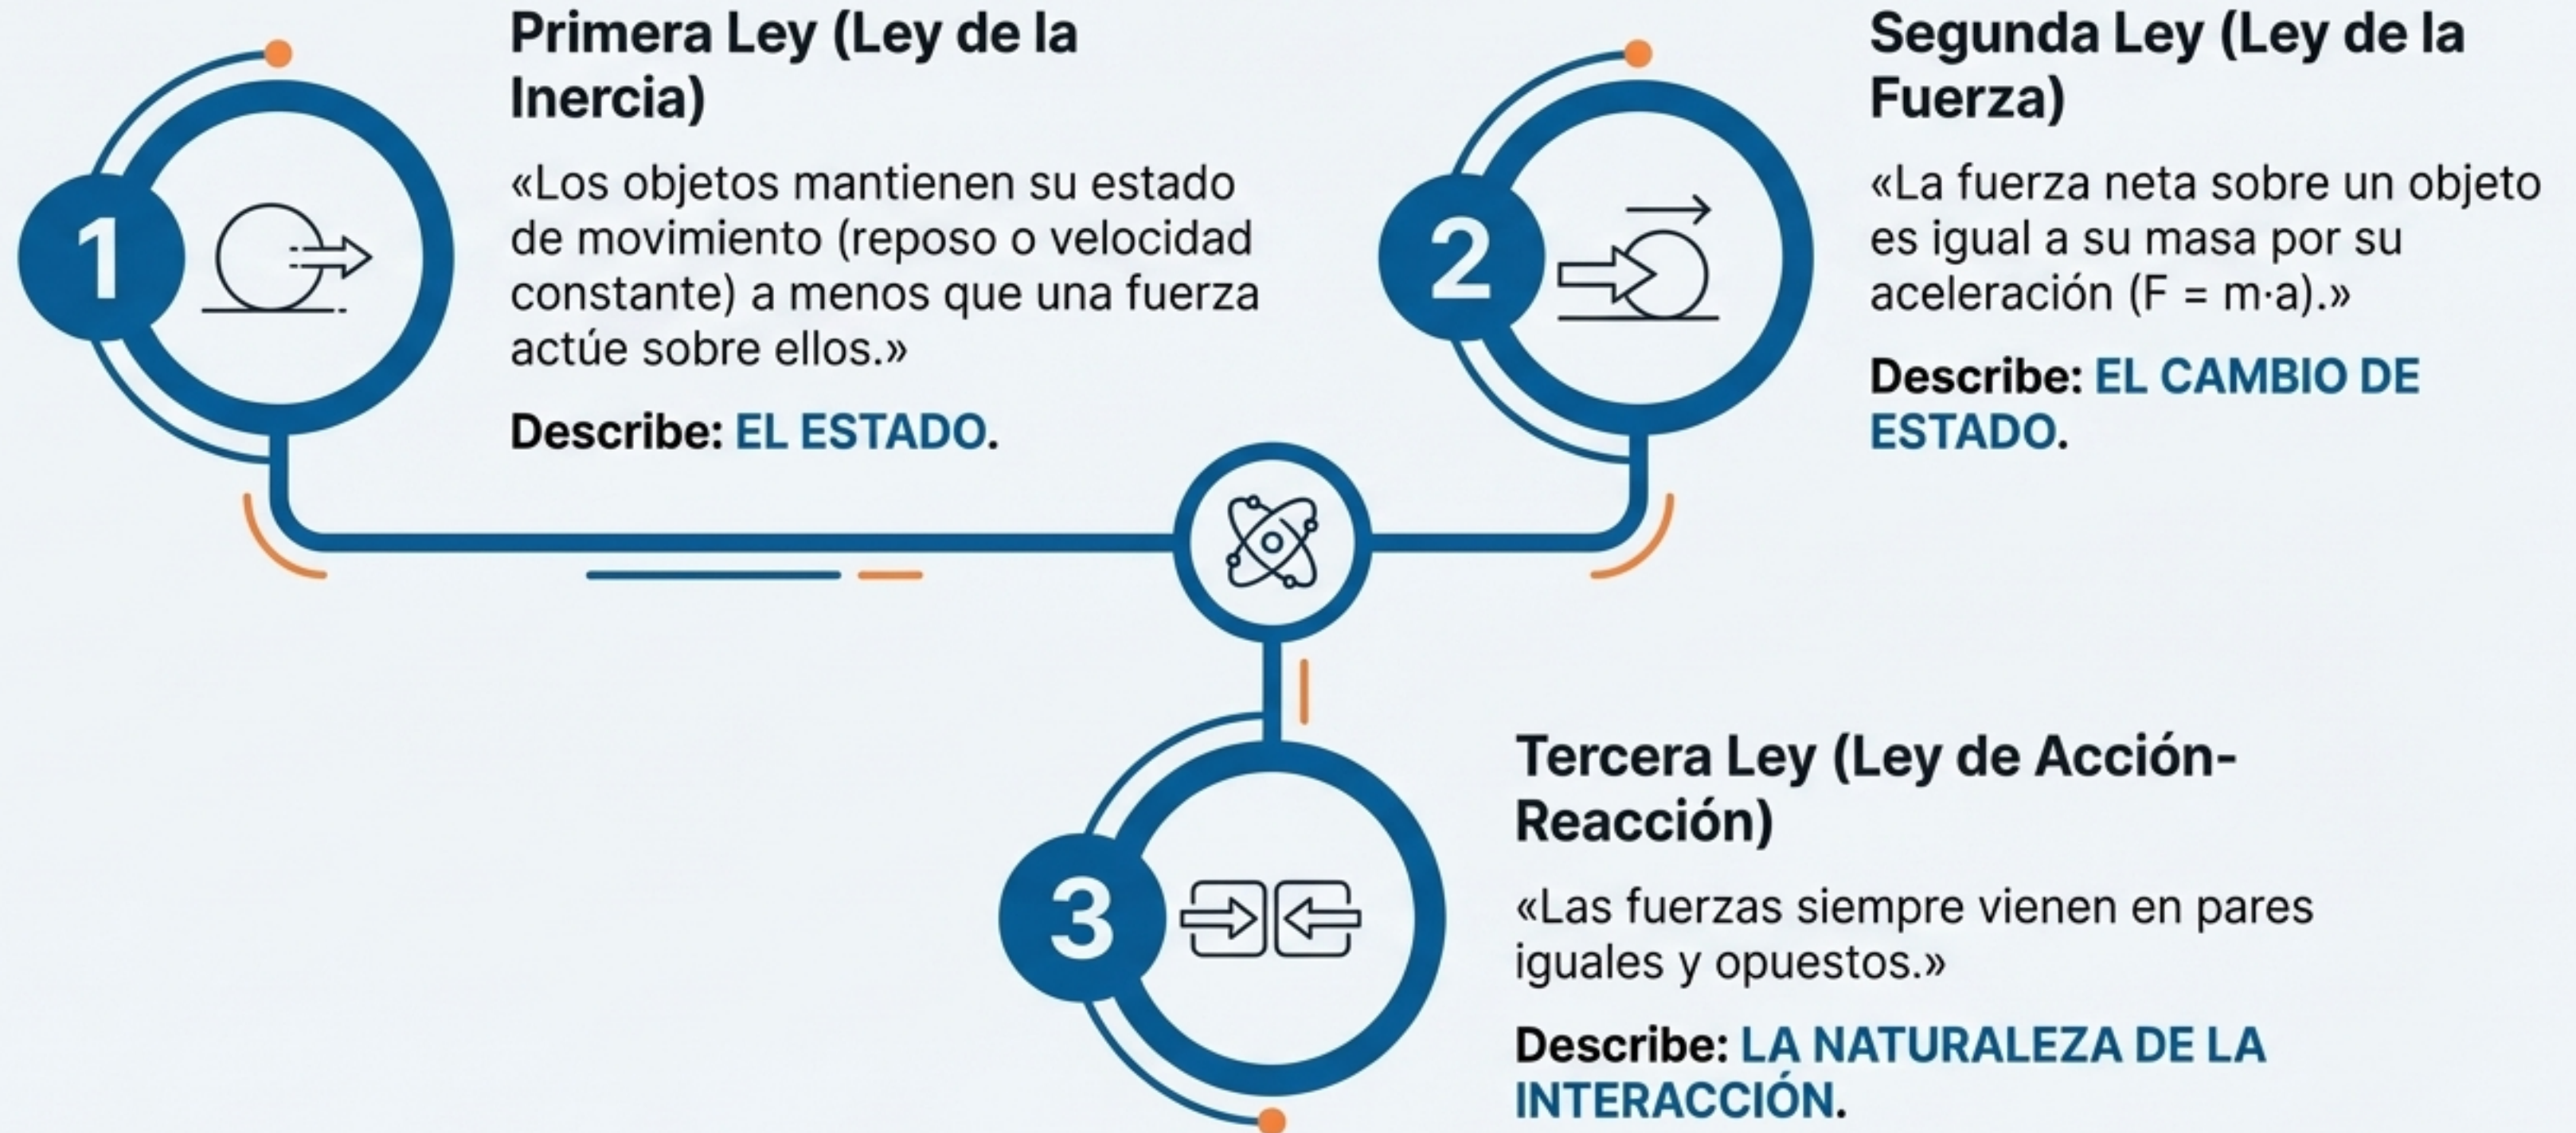 1
Primera Ley (Ley de la
Inercia)
«Los objetos mantienen su estado
de movimiento (reposo o velocidad
constante) a menos que una fuerza
actúe sobre ellos.»
Describe: EL ESTADO.
2
Segunda Ley (Ley de la
Fuerza)
«La fuerza neta sobre un objeto
es igual a su masa por su
aceleración (F = m·a).»
Describe: EL CAMBIO DE
ESTADO.
3
Tercera Ley (Ley de Acción-
Reacción)
«Las fuerzas siempre vienen en pares
iguales y opuestos.»
Describe: LA NATURALEZA DE LA
INTERACCIÓN.